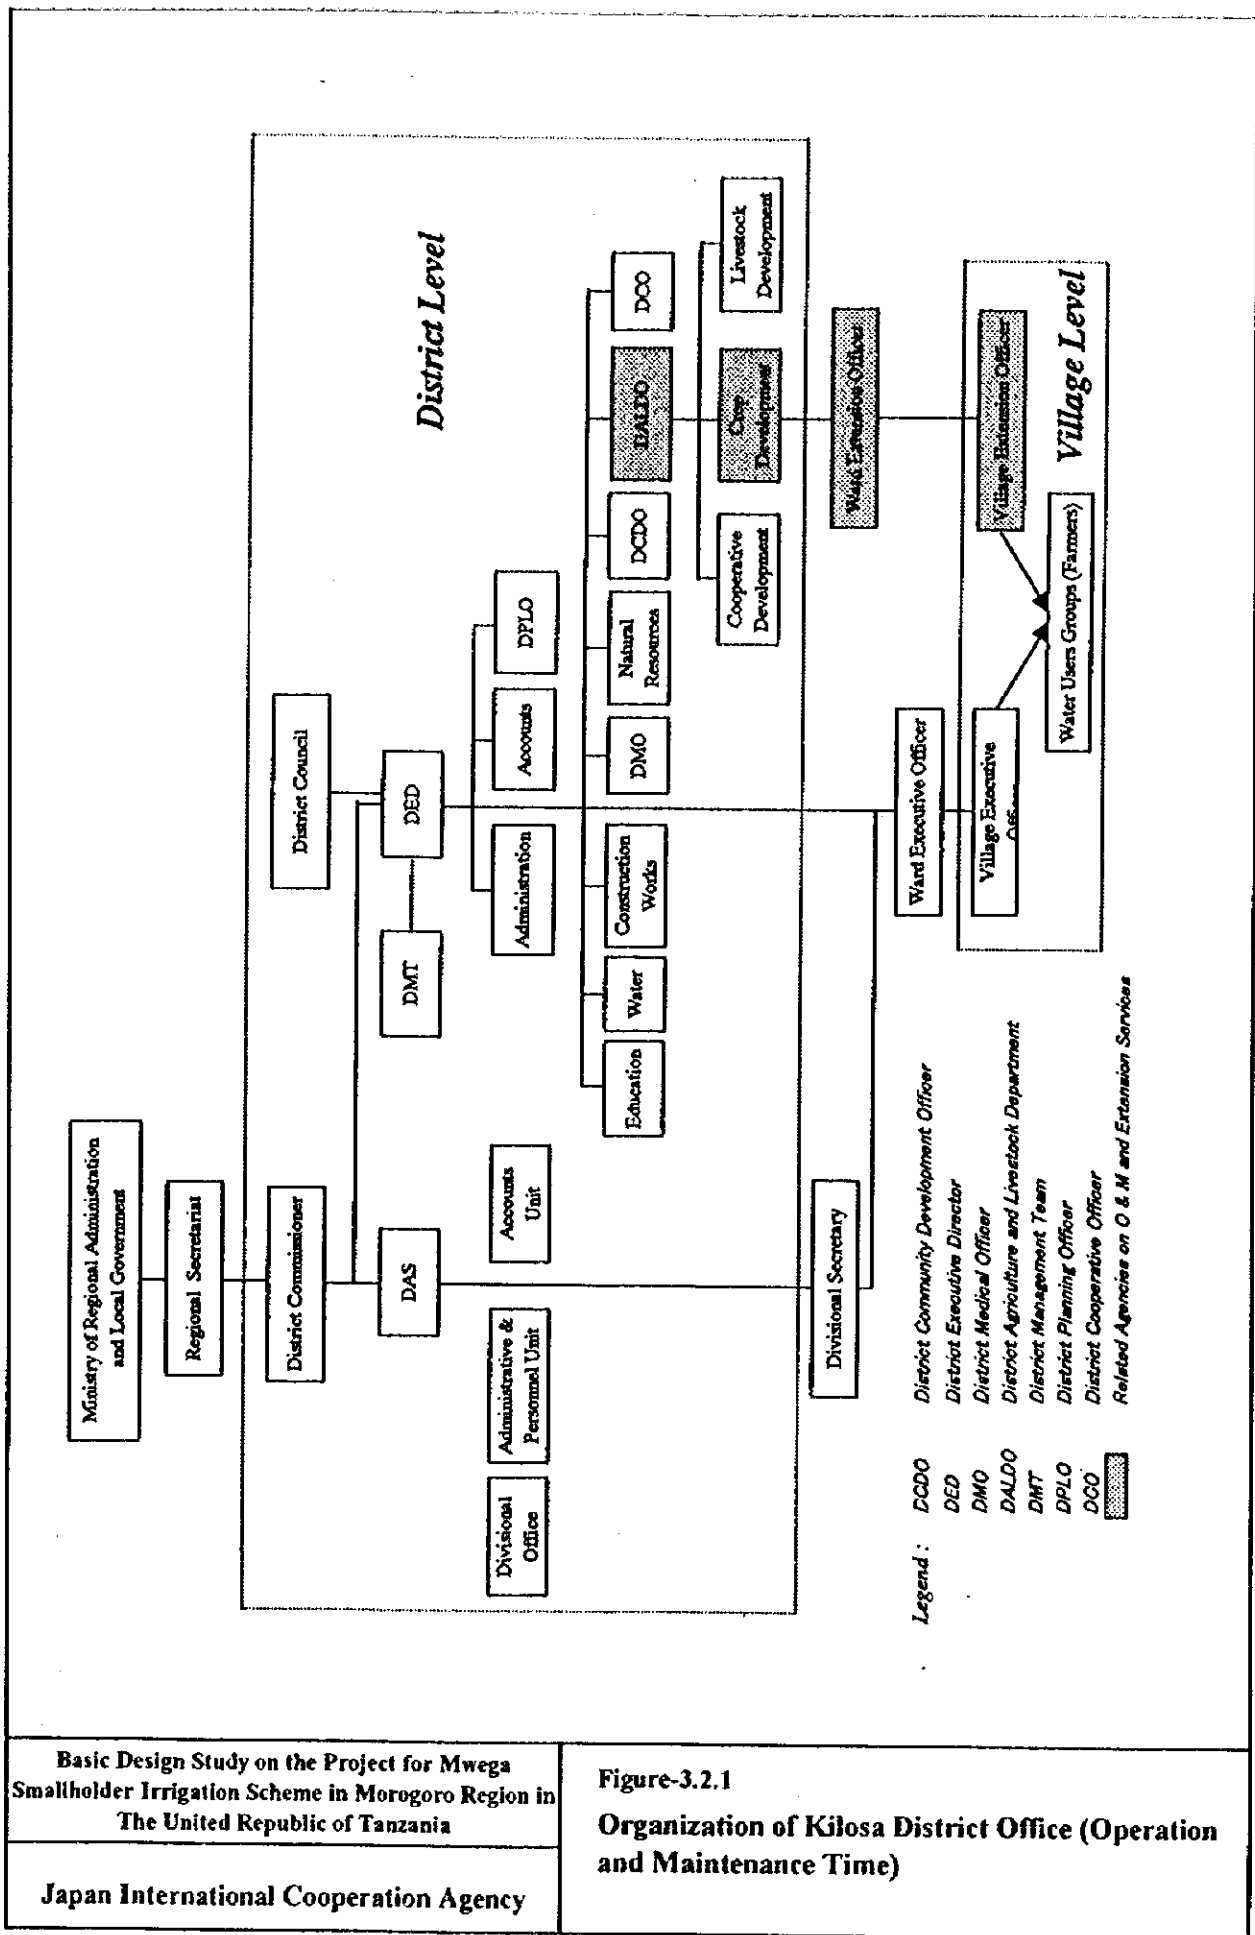 Ministry of Regional Administration
and Local Government
Regional Secretariat
District Commissioner
District Council
DAS
DMT
DED
District Level
Divisional
Office
Administrative &
Personnel Unit
Accounts
Unit
Administration
Accounts
DPLO
Education
Water
Construction
Works
DMO
Natural
Resources
DCDO
DALDO
DCO
Cooperative
Development
Crop
Development
Livestock
Development
Divisional Secretary
Ward Executive Officer
Ward Extension Officer
Village Executive
Village Extension Officer
Water Users Groups (Farmers)
Village Level
Legend : DCDO District Community Development Officer
DED District Executive Director
DMO District Medical Officer
DALDO District Agriculture and Livestock Department
DMT District Management Team
DPLO District Planning Officer
DCO District Cooperative Officer
Related Agencies on O & M and Extension Services
Basic Design Study on the Project for Mwega
Smallholder Irrigation Scheme in Morogoro Region in
The United Republic of Tanzania
Japan International Cooperation Agency
Figure-3.2.1
Organization of Kilosa District Office (Operation
and Maintenance Time)